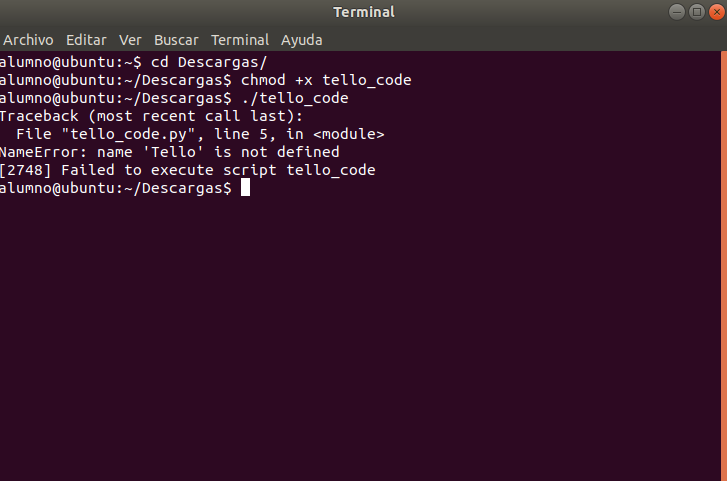 Terminal
Archivo Editar Ver Buscar Terminal Ayuda
alumno@ubuntu:~$ cd Descargas/
alumno@ubuntu:~/Descargas$ chmod +x tello_code
alumno@ubuntu:~/Descargas$ ./tello_code
Traceback (most recent call last):
  File "tello_code.py", line 5, in <module>
NameError: name 'Tello' is not defined
[2748] Failed to execute script tello_code
alumno@ubuntu:~/Descargas$